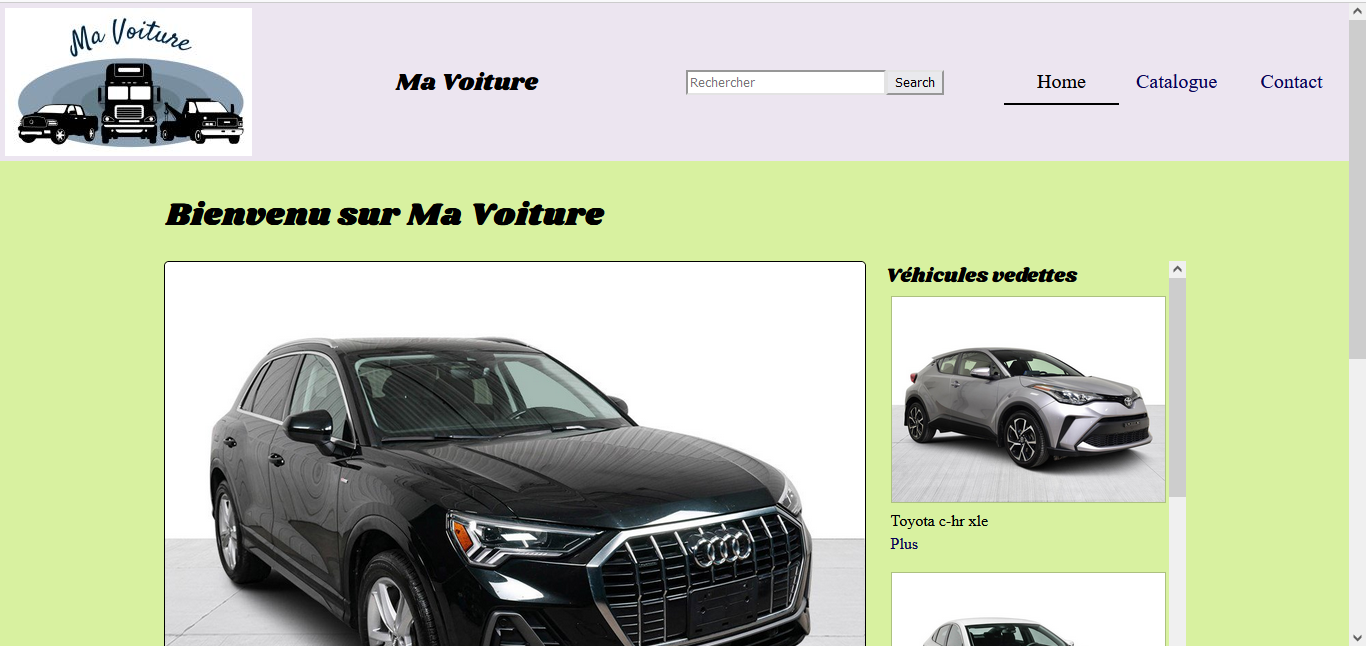 Ma Voiture
Ma Voiture
Rechercher
Search
Home
Catalogue
Contact
Bienvenu sur Ma Voiture
Véhicules vedettes
Toyota c-hr xle
Plus